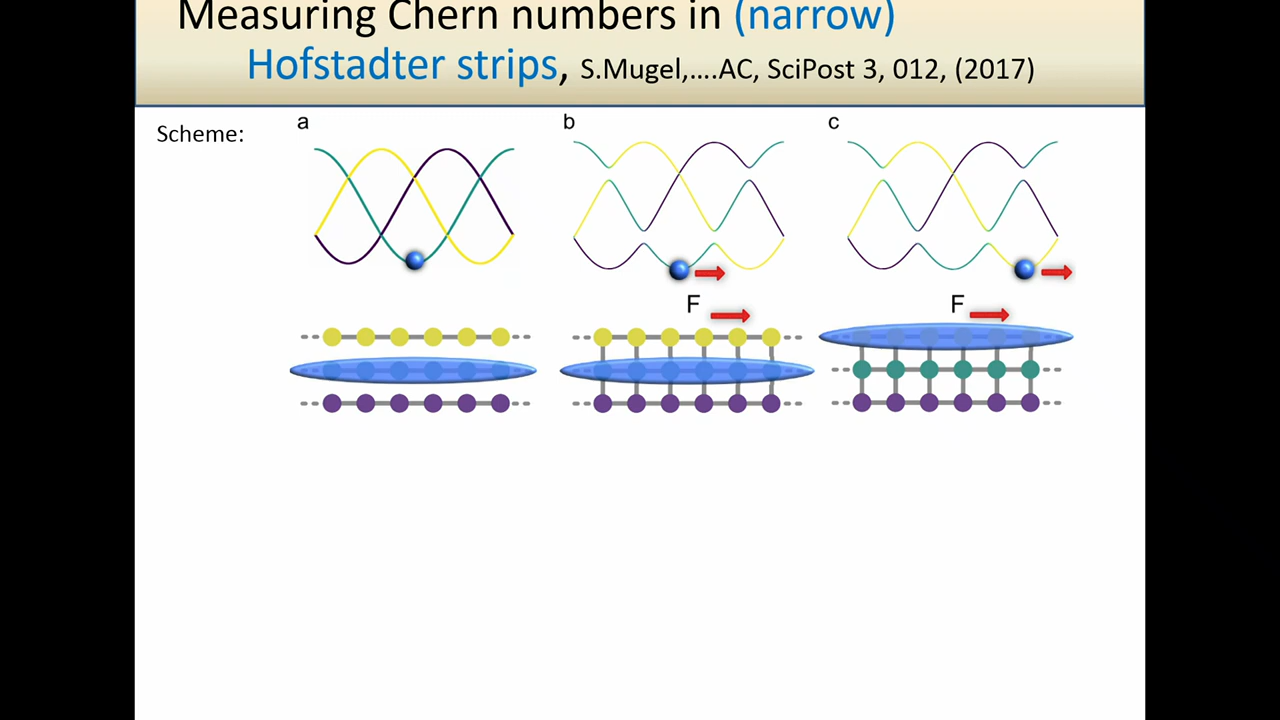 Measuring Chern numbers in (narrow)
Hofstadter strips, S.Mugel,....AC, SciPost 3, 012, (2017)
Scheme:
a
b
c
F
F